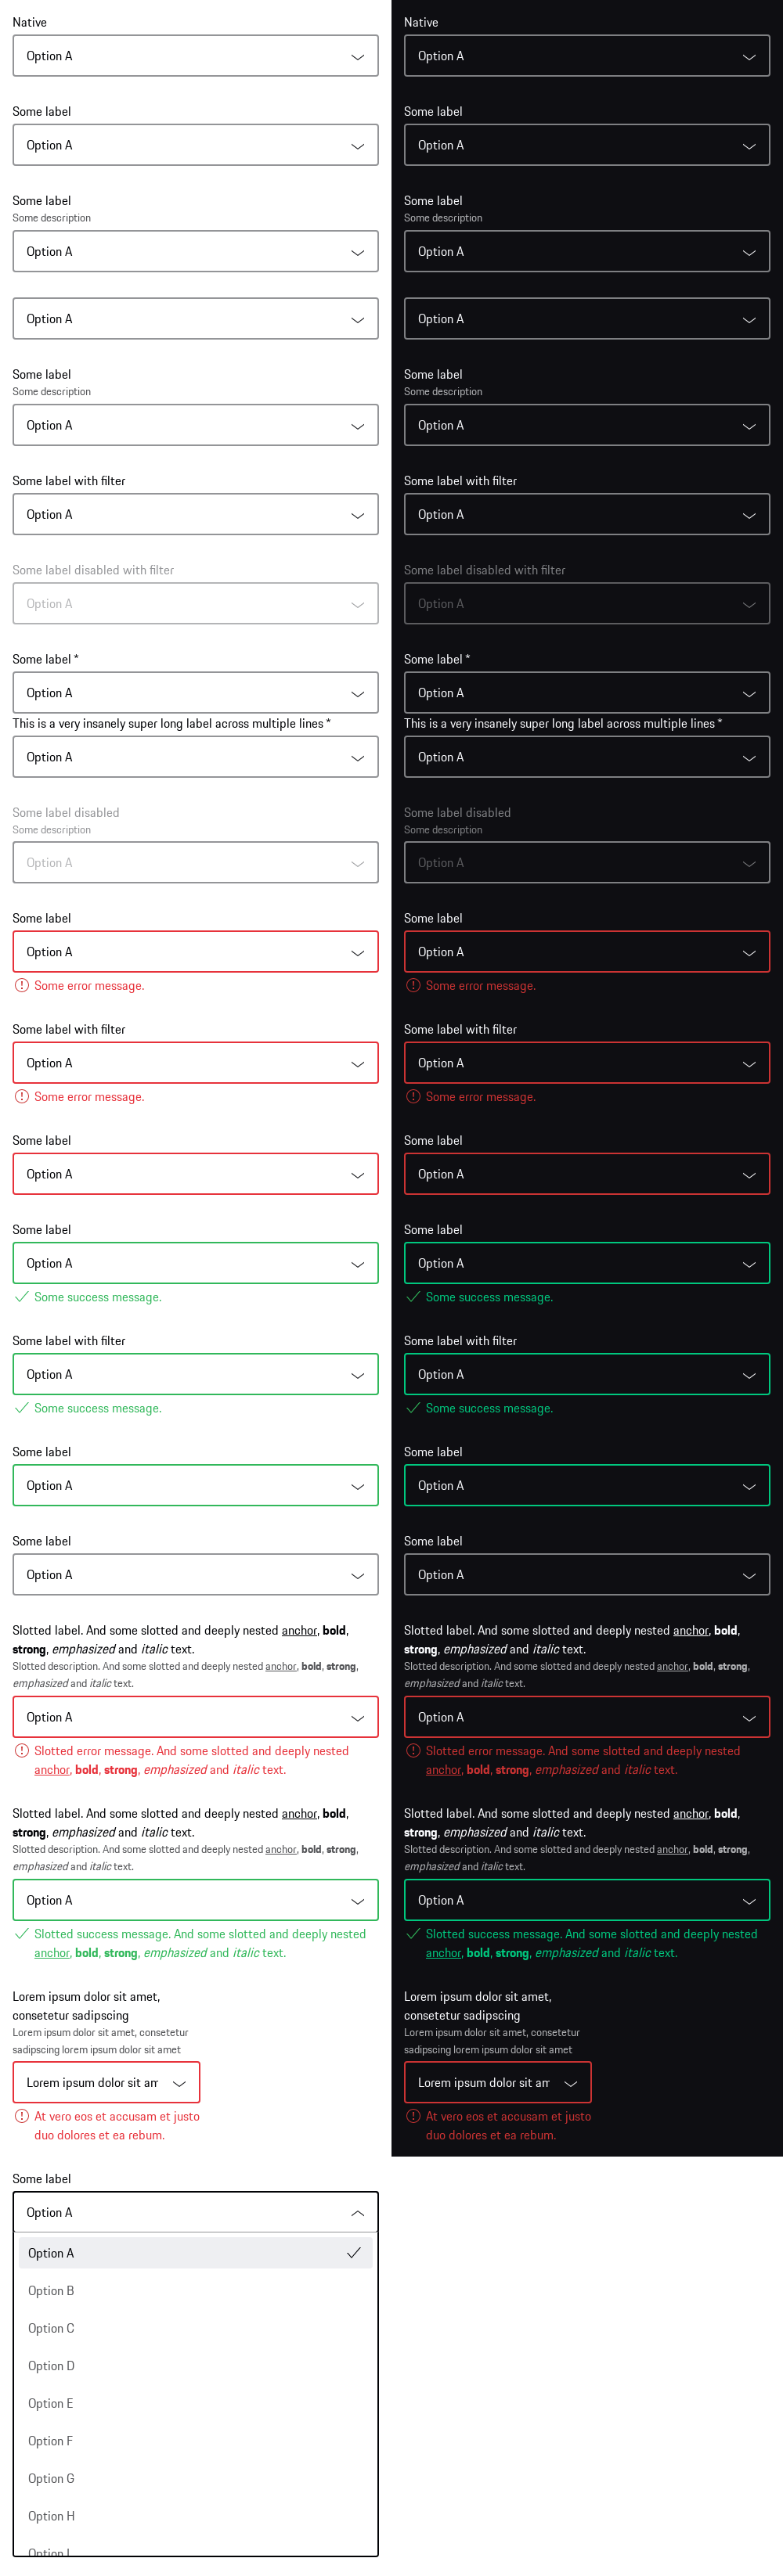 Native
Option A
Some label
Option A
Some label
Some description
Option A
Option A
Some label
Some description
Option A
Some label with filter
Option A
Some label disabled with filter
Option A
Some label *
Option A
This is a very insanely super long label across multiple lines *
Option A
Some label disabled
Some description
Option A
Some label
Option A
Some error message.
Some label with filter
Option A
Some error message.
Some label
Option A
Some label
Option A
Some success message.
Some label with filter
Option A
Some success message.
Some label
Option A
Some label
Option A
Slotted label. And some slotted and deeply nested anchor, bold,
strong, emphasized and italic text.
Slotted description. And some slotted and deeply nested anchor, bold, strong,
emphasized and italic text.
Option A
Slotted error message. And some slotted and deeply nested
anchor, bold, strong, emphasized and italic text.
Slotted label. And some slotted and deeply nested anchor, bold,
strong, emphasized and italic text.
Slotted description. And some slotted and deeply nested anchor, bold, strong,
emphasized and italic text.
Option A
Slotted success message. And some slotted and deeply nested
anchor, bold, strong, emphasized and italic text.
Lorem ipsum dolor sit amet,
consetetur sadipscing
Lorem ipsum dolor sit amet, consetetur
sadipscing lorem ipsum dolor sit amet
Lorem ipsum dolor sit
At vero eos et accusam et justo
duo dolores et ea rebum.
Some label
Option A
Option A
Option B
Option C
Option D
Option E
Option F
Option G
Option H
Option
Native
Option A
Some label
Option A
Some label
Some description
Option A
Option A
Some label
Some description
Option A
Some label with filter
Option A
Some label disabled with filter
Option A
Some label *
Option A
This is a very insanely super long label across multiple lines *
Option A
Some label disabled
Some description
Option A
Some label
Option A
Some error message.
Some label with filter
Option A
Some error message.
Some label
Option A
Some label
Option A
Some success message.
Some label with filter
Option A
Some success message.
Some label
Option A
Some label
Option A
Slotted label. And some slotted and deeply nested anchor, bold,
strong, emphasized and italic text.
Slotted description. And some slotted and deeply nested anchor, bold, strong,
emphasized and italic text.
Option A
Slotted error message. And some slotted and deeply nested
anchor, bold, strong, emphasized and italic text.
Slotted label. And some slotted and deeply nested anchor, bold,
strong, emphasized and italic text.
Slotted description. And some slotted and deeply nested anchor, bold, strong,
emphasized and italic text.
Option A
Slotted success message. And some slotted and deeply nested
anchor, bold, strong, emphasized and italic text.
Lorem ipsum dolor sit amet,
consetetur sadipscing
Lorem ipsum dolor sit amet, consetetur
sadipscing lorem ipsum dolor sit amet
Lorem ipsum dolor sit
At vero eos et accusam et justo
duo dolores et ea rebum.